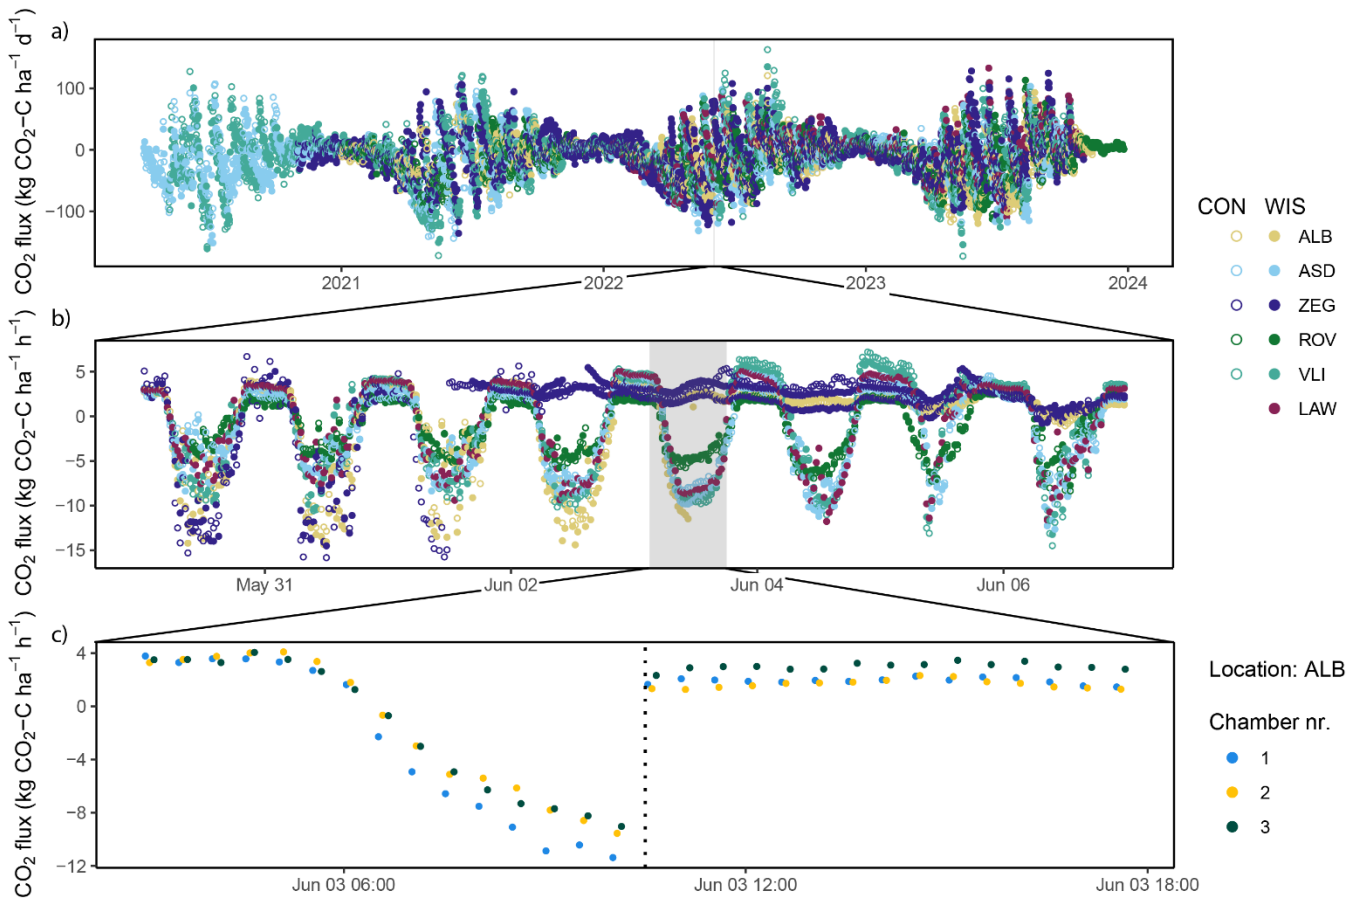 a)
CO₂ flux (kg CO₂−C ha⁻¹ d⁻¹)
100
0
−100
2021
2022
2023
2024
b)
CO₂ flux (kg CO₂−C ha⁻¹ h⁻¹)
5
0
−5
−10
−15
May 31
Jun 02
Jun 04
Jun 06
CON WIS
ALB
ASD
ZEG
ROV
VLI
LAW
c)
CO₂ flux (kg CO₂−C ha⁻¹ h⁻¹)
4
0
−4
−8
−12
Jun 03 06:00
Jun 03 12:00
Jun 03 18:00
Location: ALB
Chamber nr.
1
2
3